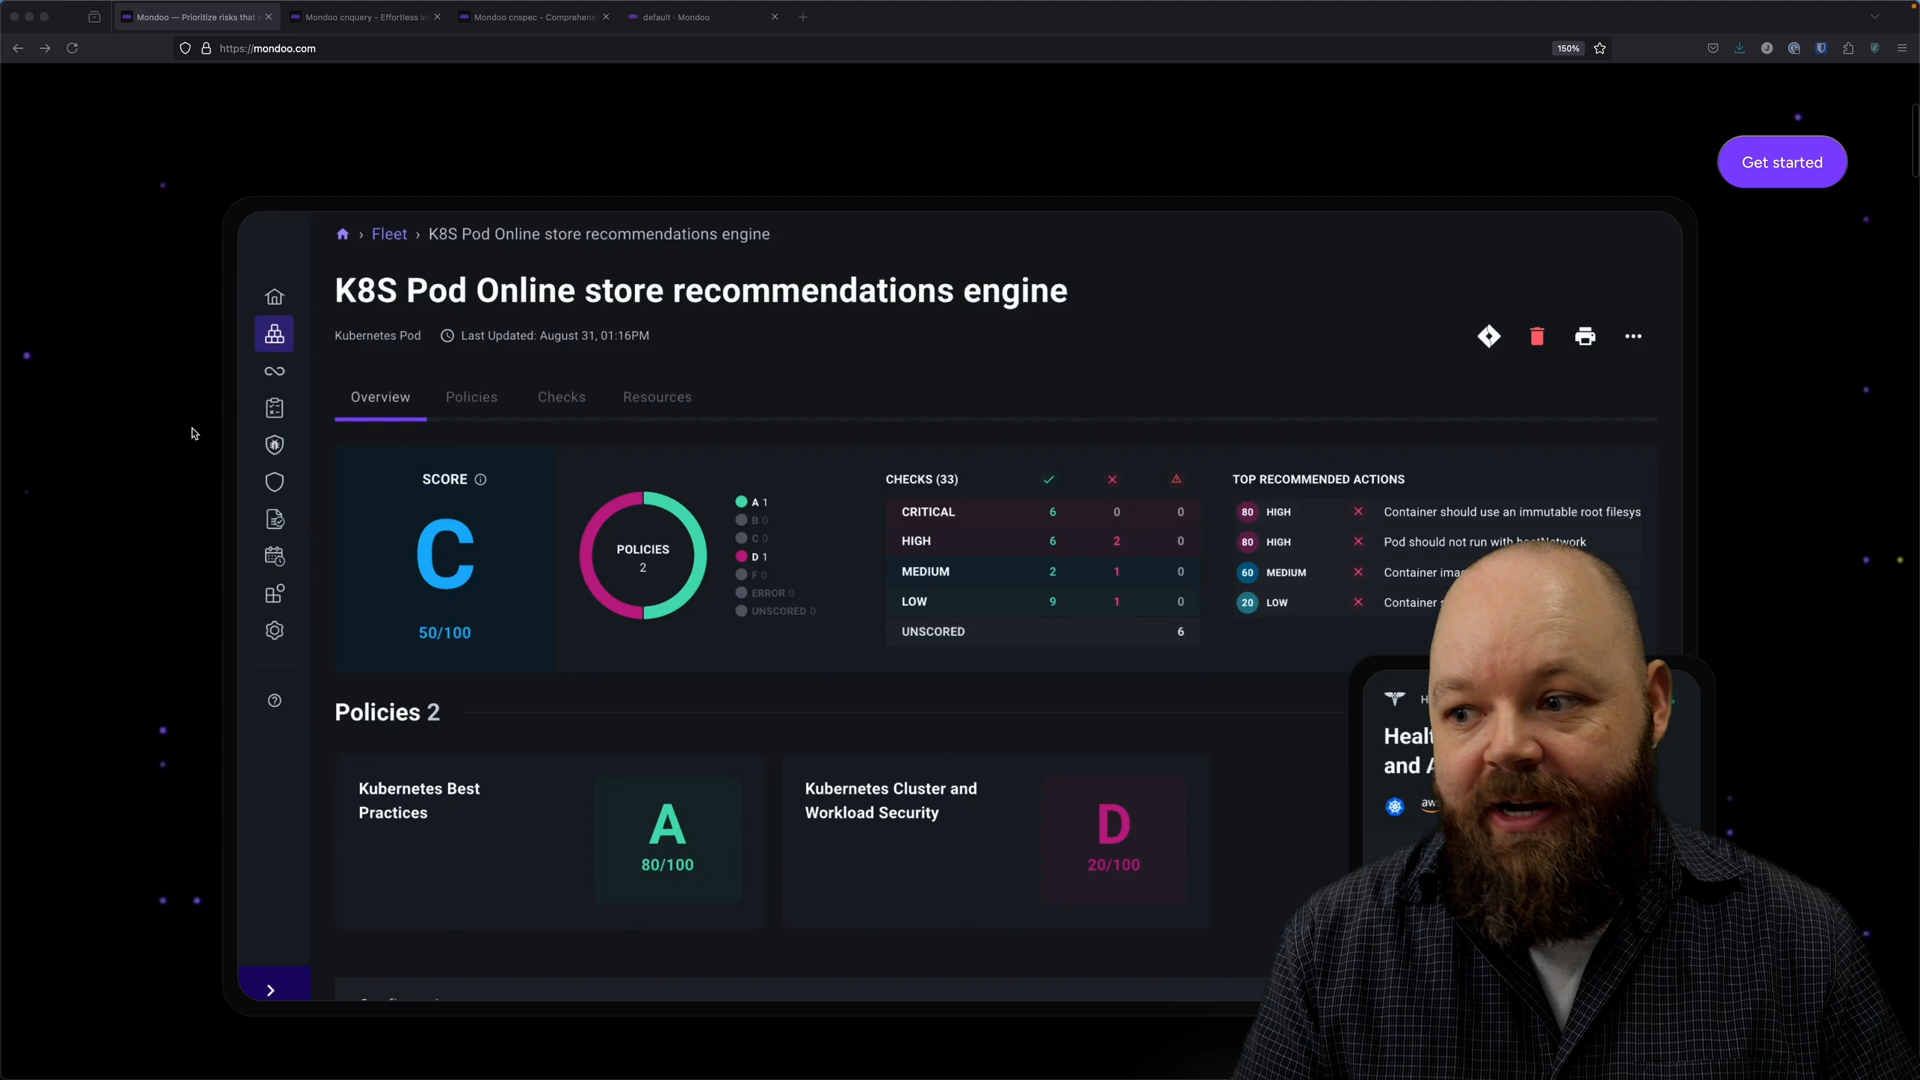 Mondoo — Prioritize risks that
Mondoo cnquery - Effortless in
Mondoo cnspec - Comprehens
default · Mondoo
https://mondoo.com
150%
Get started
Fleet › K8S Pod Online store recommendations engine
K8S Pod Online store recommendations engine
Kubernetes Pod
Last Updated: August 31, 01:16PM
Overview
Policies
Checks
Resources
SCORE
C
50/100
POLICIES
2
A 1
B 0
C 0
D 1
F 0
ERROR 0
UNSCORED 0
CHECKS (33)
CRITICAL 6 0 0
HIGH 6 2 0
MEDIUM 2 1 0
LOW 9 1 0
UNSCORED 6
TOP RECOMMENDED ACTIONS
80 HIGH Container should use an immutable root filesys
80 HIGH Pod should not run with hostNetwork
60 MEDIUM Container
20 LOW Container
Policies 2
Kubernetes Best
Practices
A
80/100
Kubernetes Cluster and
Workload Security
D
20/100
and
aws